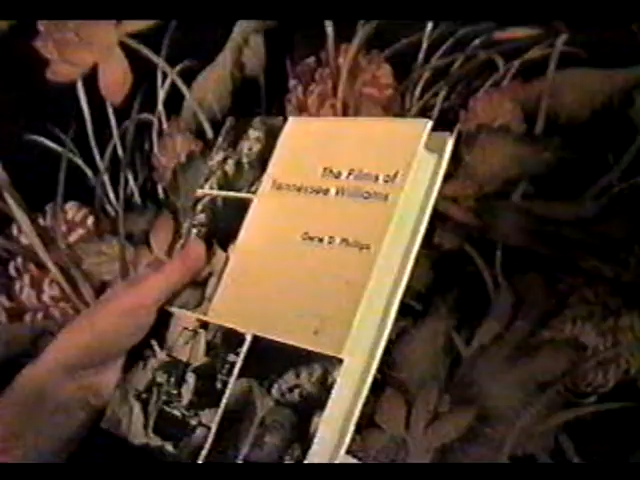 The Films of
Tennessee Williams
Gene D. Phillips